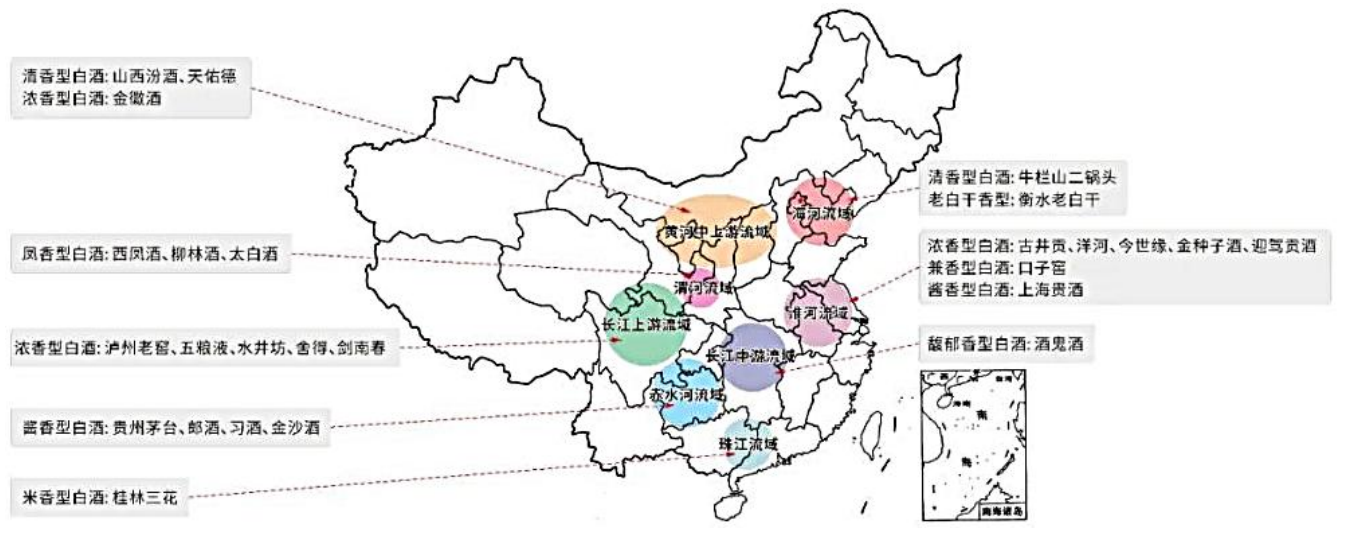 清香型白酒: 山西汾酒、天佑德
浓香型白酒: 金徽酒
凤香型白酒: 西凤酒、柳林酒、太白酒
浓香型白酒: 泸州老窖、五粮液、水井坊、舍得、剑南春
酱香型白酒: 贵州茅台、郎酒、习酒、金沙酒
米香型白酒: 桂林三花
黄河中上游流域
海河流域
渭河流域
长江上游流域
淮河流域
长江中游流域
赤水河流域
珠江流域
清香型白酒: 牛栏山二锅头
老白干香型: 衡水老白干
浓香型白酒: 古井贡、洋河、今世缘、金种子酒、迎驾贡酒
兼香型白酒: 口子窖
酱香型白酒: 上海贵酒
馥郁香型白酒: 酒鬼酒
海南
南
海
南海诸岛